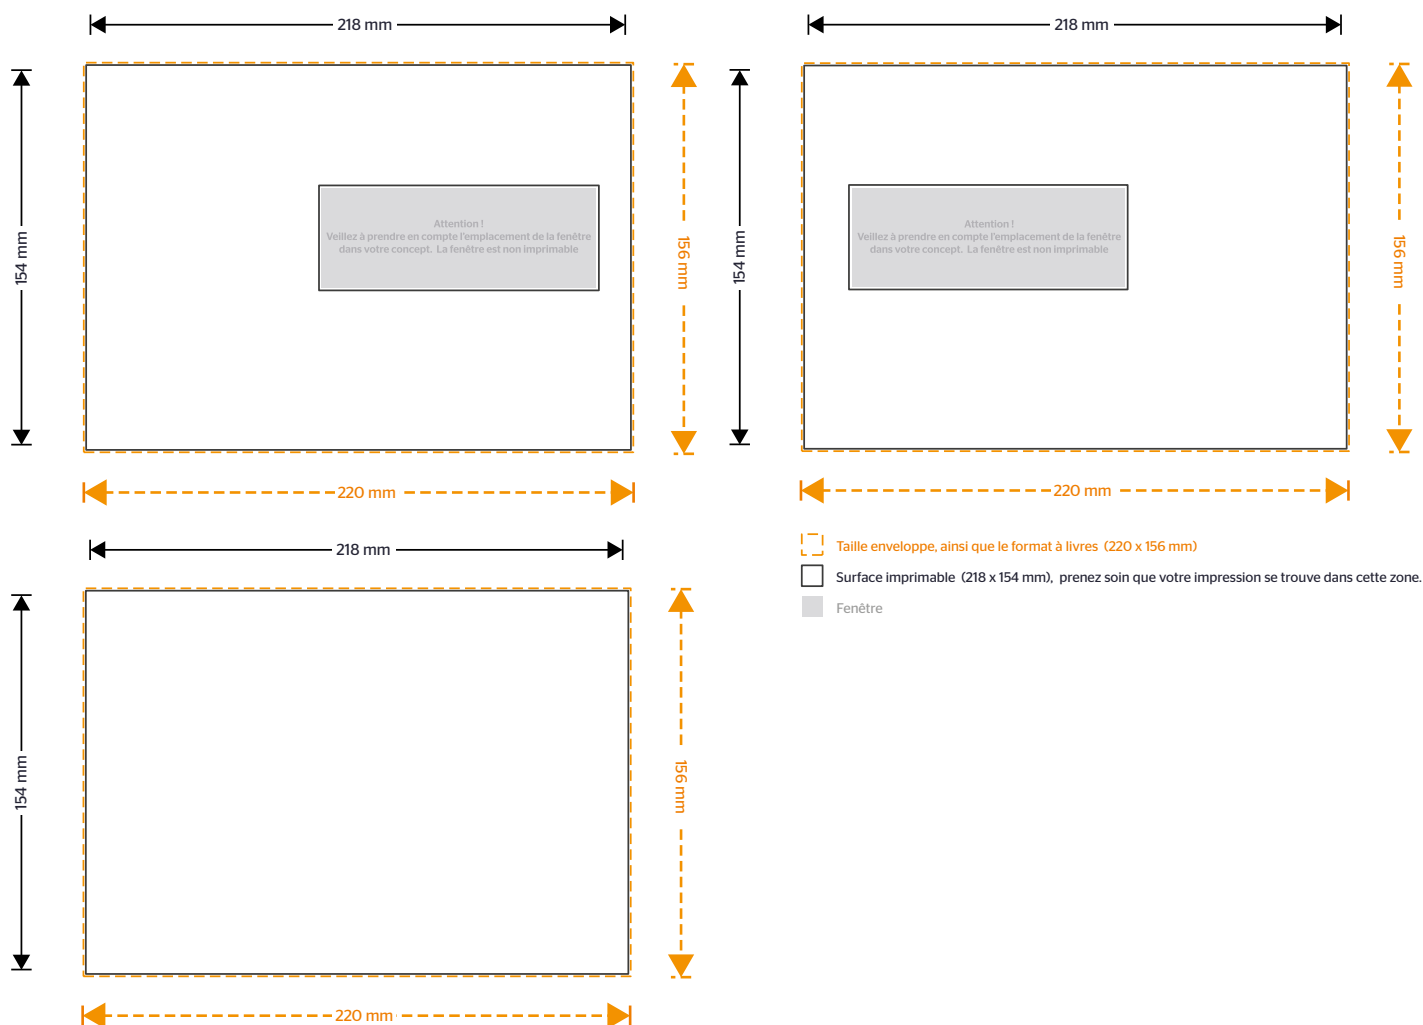 218 mm
218 mm
154 mm
Attention !
Veillez à prendre en compte l'emplacement de la fenêtre
dans votre concept. La fenêtre est non imprimable
156 mm
154 mm
Attention !
Veillez à prendre en compte l'emplacement de la fenêtre
dans votre concept. La fenêtre est non imprimable
156 mm
220 mm
220 mm
218 mm
Taille enveloppe, ainsi que le format à livres (220 x 156 mm)
Surface imprimable (218 x 154 mm), prenez soin que votre impression se trouve dans cette zone.
Fenêtre
154 mm
156 mm
220 mm